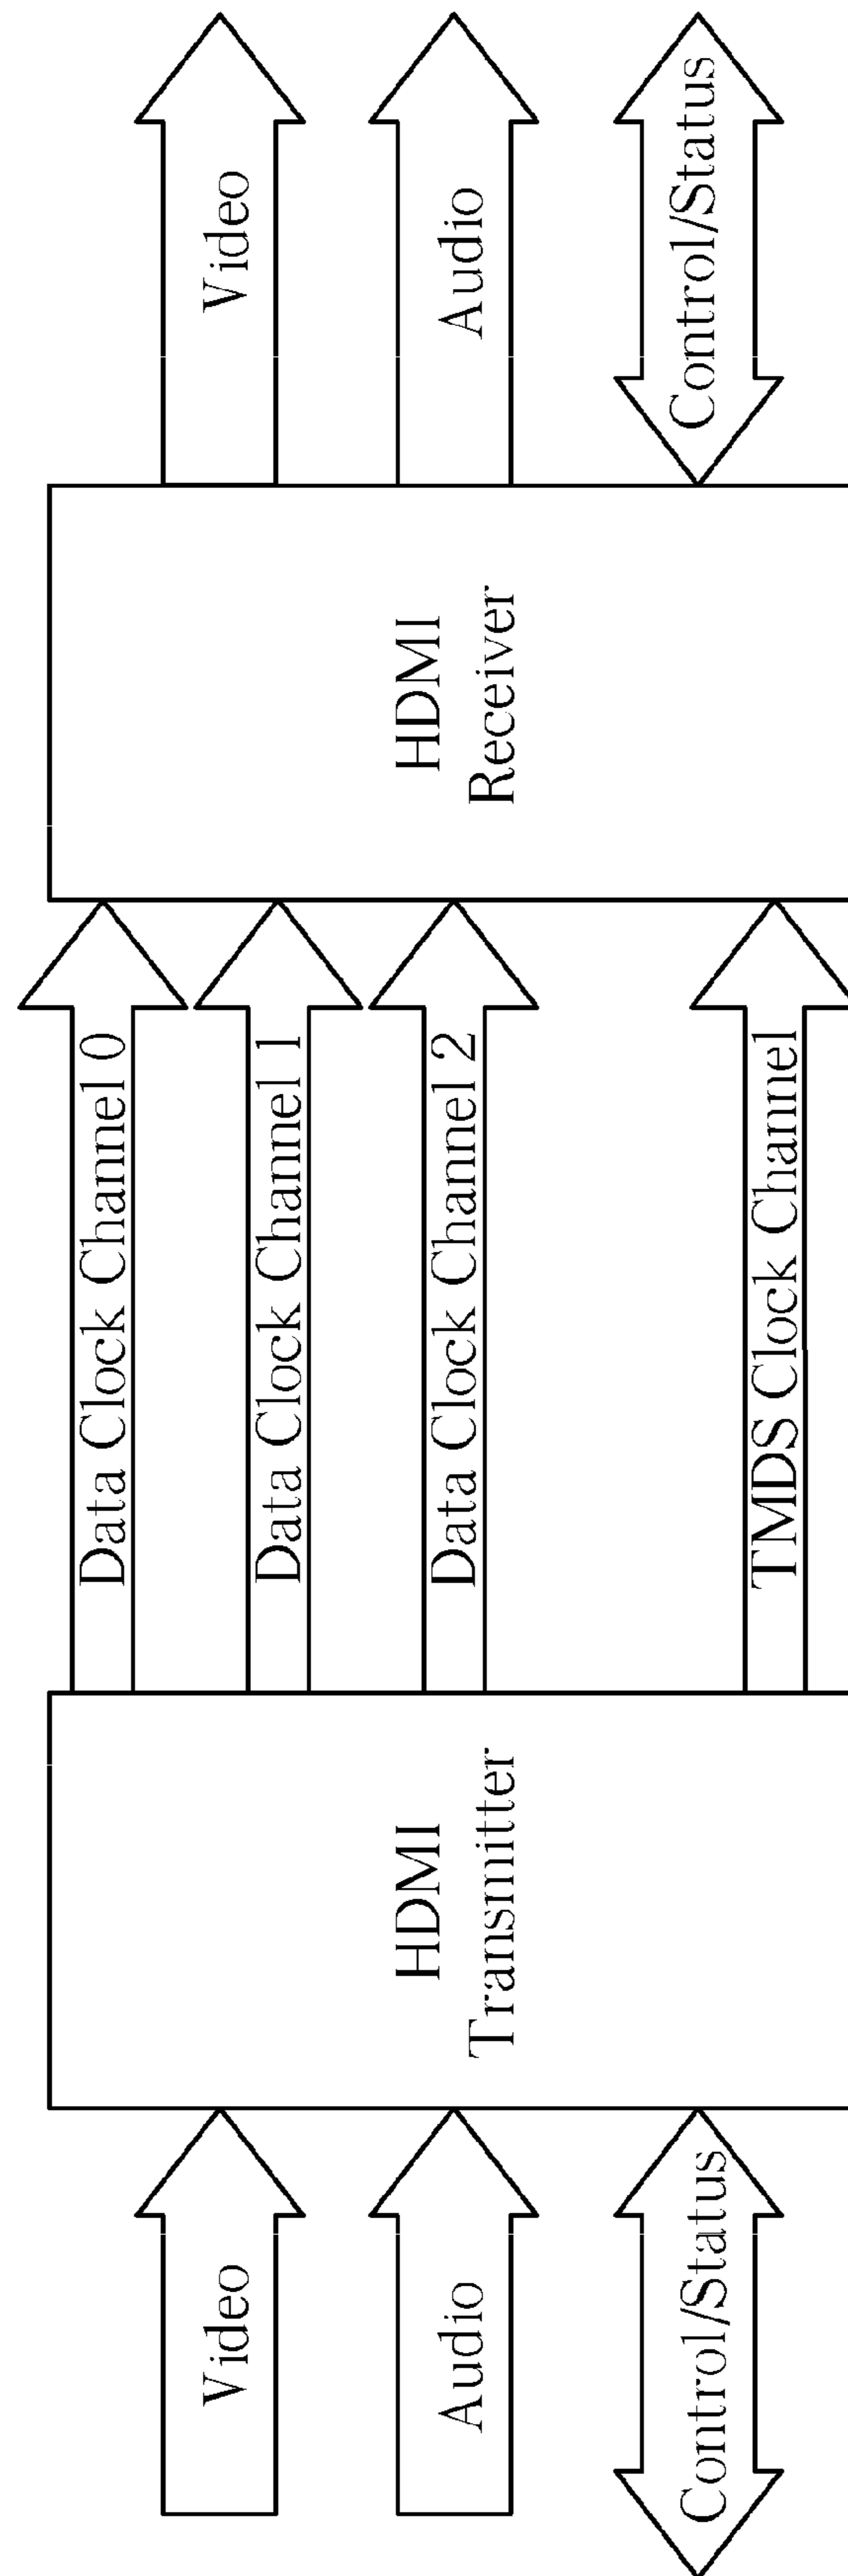 Video
Audio
Control/Status
HDMI
Transmitter
Data Clock Channel 0
Data Clock Channel 1
Data Clock Channel 2
TMDS Clock Channel
HDMI
Receiver
Video
Audio
Control/Status